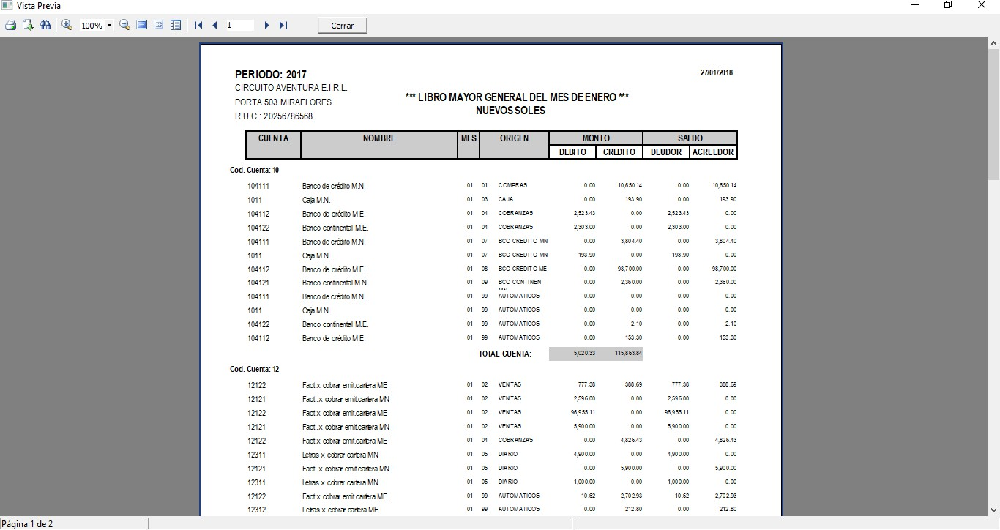 Vista Previa
100% 1 Cerrar
PERIODO: 2017 27/01/2018
CIRCUITO AVENTURA E.I.R.L.
*** LIBRO MAYOR GENERAL DEL MES DE ENERO ***
PORTA 503 MIRAFLORES
NUEVOS SOLES
R.U.C.: 20256786568
CUENTA NOMBRE MES ORIGEN MONTO SALDO
DEBITO CREDITO DEUDOR ACREEDOR
Cod. Cuenta: 10
104111 Banco de crédito M.N. 01 01 COMPRAS 0.00 10,650.14 0.00 10,650.14
1011 Caja M.N. 01 03 CAJA 0.00 193.90 0.00 193.90
104112 Banco de crédito M.E. 01 04 COBRANZAS 2,523.43 0.00 2,523.43 0.00
104122 Banco continental M.E. 01 04 COBRANZAS 2,303.00 0.00 2,303.00 0.00
104111 Banco de crédito M.N. 01 07 BCO CREDITO MN 0.00 3,804.40 0.00 3,804.40
1011 Caja M.N. 01 07 BCO CREDITO MN 193.90 0.00 193.90 0.00
104112 Banco de crédito M.E. 01 08 BCO CREDITO ME 0.00 98,700.00 0.00 98,700.00
104121 Banco continental M.N. 01 09 BCO CONTINEN 0.00 2,360.00 0.00 2,360.00
104111 Banco de crédito M.N. 01 99 AUTOMATICOS 0.00 0.00 0.00 0.00
1011 Caja M.N. 01 99 AUTOMATICOS 0.00 0.00 0.00 0.00
104122 Banco continental M.E. 01 99 AUTOMATICOS 0.00 2.10 0.00 2.10
104112 Banco de crédito M.E. 01 99 AUTOMATICOS 0.00 153.30 0.00 153.30
TOTAL CUENTA: 5,020.33 115,863.84
Cod. Cuenta: 12
12122 Fact.x cobrar emit.cartera ME 01 02 VENTAS 777.38 388.69 777.38 388.69
12121 Fact..x cobrar emit.cartera MN 01 02 VENTAS 2,596.00 0.00 2,596.00 0.00
12122 Fact.x cobrar emit.cartera ME 01 02 VENTAS 96,955.11 0.00 96,955.11 0.00
12121 Fact..x cobrar emit.cartera MN 01 02 VENTAS 5,900.00 0.00 5,900.00 0.00
12122 Fact.x cobrar emit.cartera ME 01 04 COBRANZAS 0.00 4,826.43 0.00 4,826.43
12311 Letras x cobrar cartera MN 01 05 DIARIO 4,900.00 0.00 4,900.00 0.00
12121 Fact..x cobrar emit.cartera MN 01 05 DIARIO 0.00 5,900.00 0.00 5,900.00
12311 Letras x cobrar cartera MN 01 05 DIARIO 1,000.00 0.00 1,000.00 0.00
12122 Fact.x cobrar emit.cartera ME 01 99 AUTOMATICOS 10.62 2,702.93 10.62 2,702.93
12312 Letras x cobrar cartera ME 01 99 AUTOMATICOS 0.00 212.80 0.00 212.80
Página 1 de 2